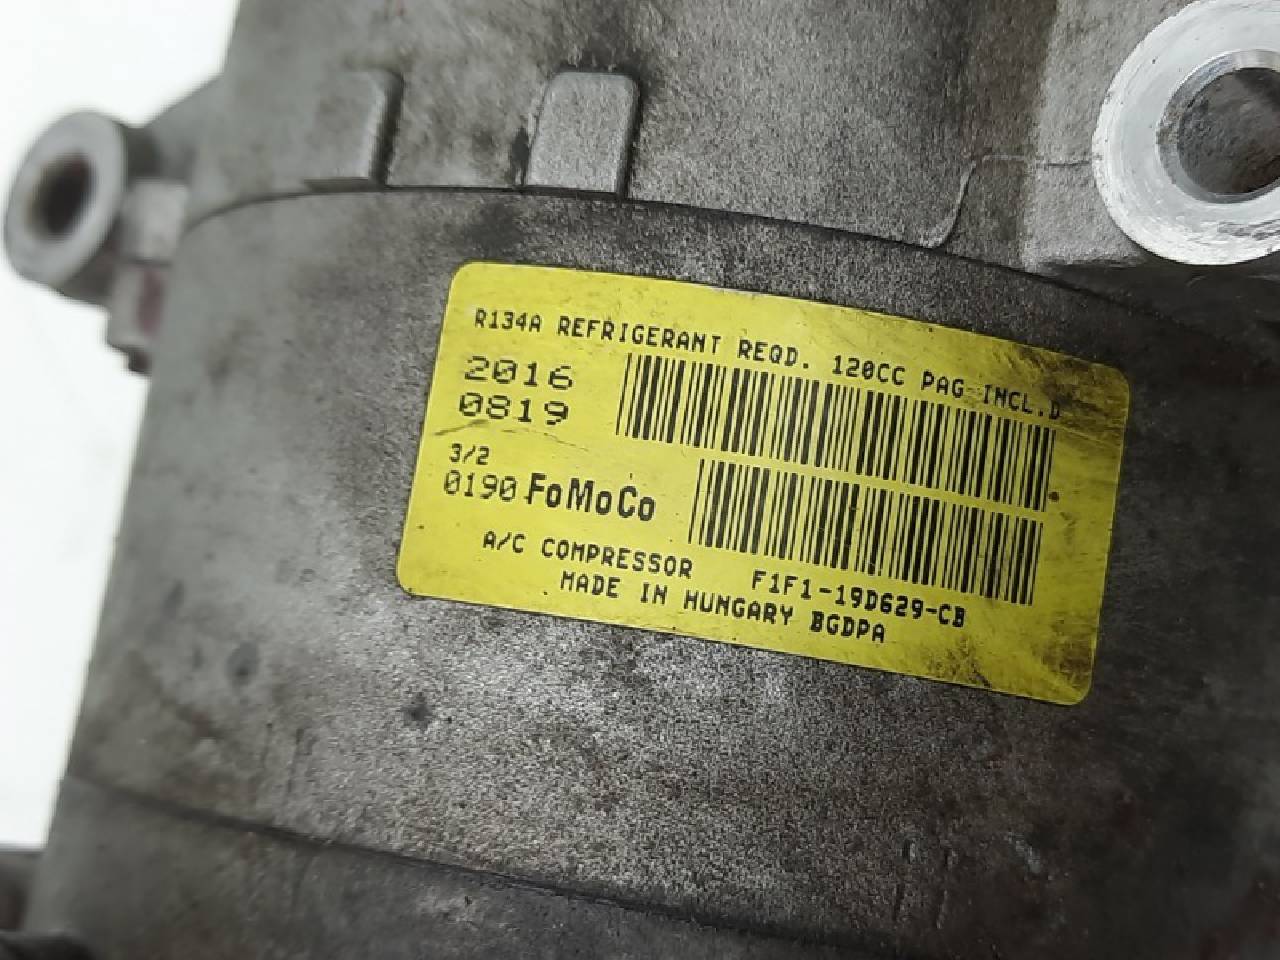 R134A REFRIGERANT REQD. 120CC PAG INCL.D
2016
0819
3/2
0190 FoMoCo
A/C COMPRESSOR F1F1-19D629-CB
MADE IN HUNGARY BGDPA